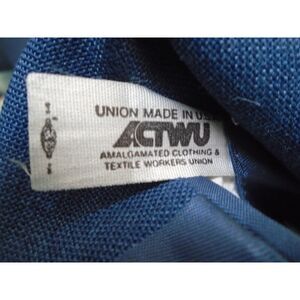 UNION MADE IN U.S.
ACTWU
AMALGAMATED CLOTHING &
TEXTILE WORKERS UNION